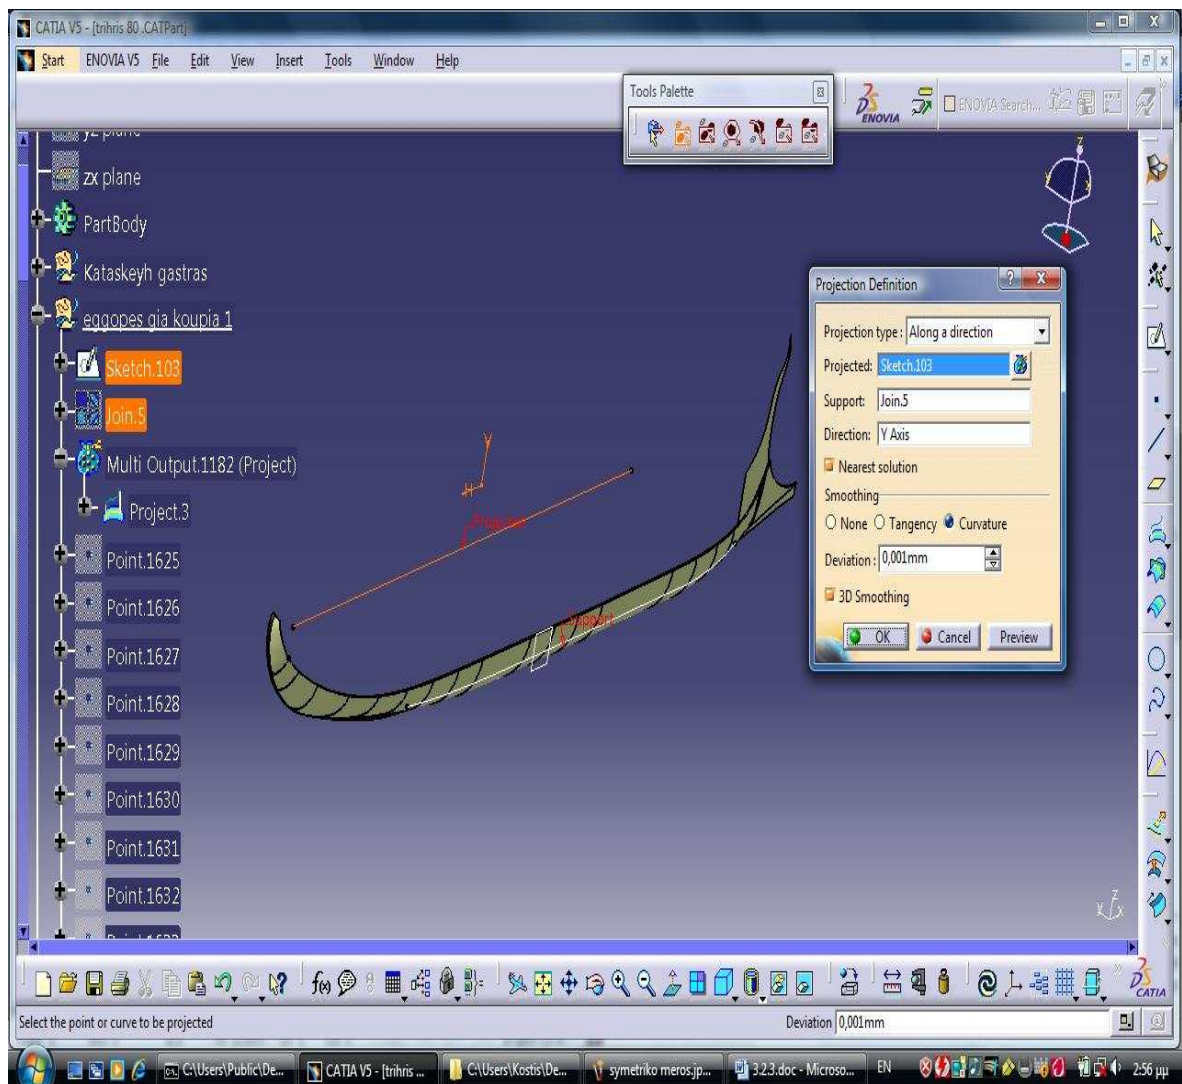 CATIA V5 - [trihris 80 .CATPart]
Start ENOVIA V5 File Edit View Insert Tools Window Help
Tools Palette
ENOVIA
ENOVIA Search...
yz plane
zx plane
PartBody
Kataskeyh gastras
eggopes gia koupia 1
Sketch.103
Join.5
Multi Output.1182 (Project)
Project.3
Point.1625
Point.1626
Point.1627
Point.1628
Point.1629
Point.1630
Point.1631
Point.1632
z
V
H
Projected
Support
Projection Definition
Projection type : Along a direction
Projected: Sketch.103
Support: Join.5
Direction: Y Axis
Nearest solution
Smoothing
None Tangency Curvature
Deviation : 0,001mm
3D Smoothing
OK Cancel Preview
z
y x
f(x)
CATIA
Select the point or curve to be projected
Deviation 0,001mm
C:\Users\Public\De... CATIA V5 - [trihris ... C:\Users\Kostis\De... symetriko meros.jp... 3.2.3.doc - Microso... EN 2:56 μμ